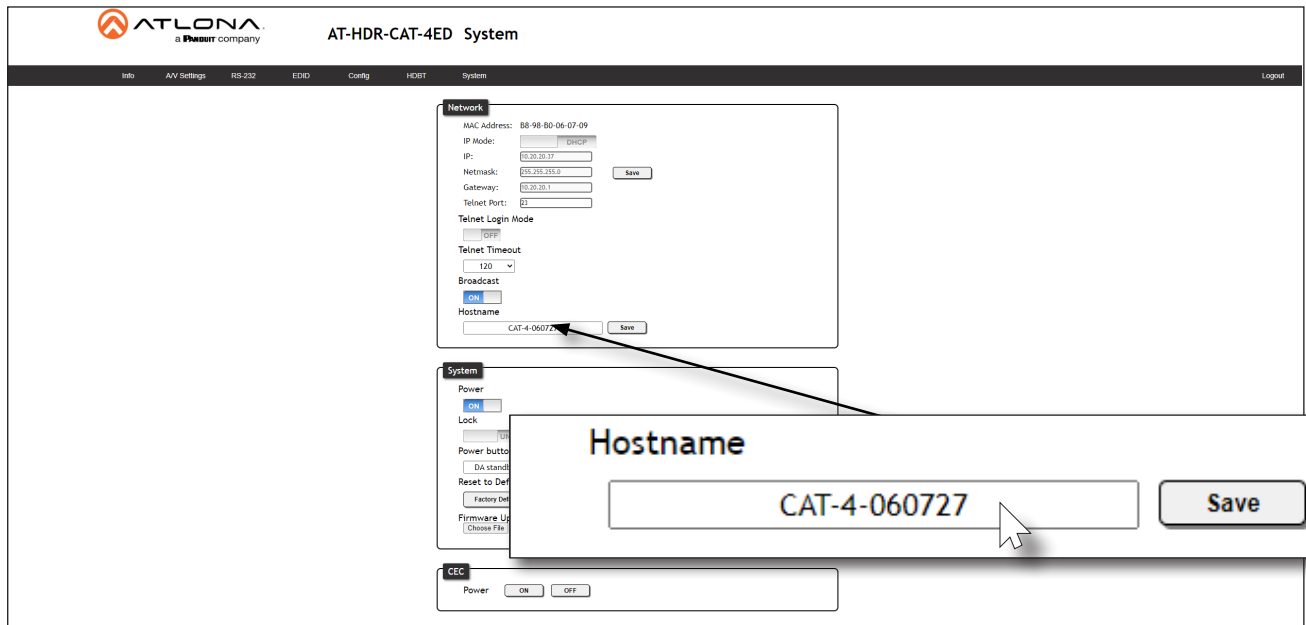 ATLONA.
a PANDUIT company
AT-HDR-CAT-4ED System
Info A/V Settings RS-232 EDID Config HDBT System Logout
Network
MAC Address: B8-98-B0-06-07-09
IP Mode: DHCP
IP: 10.20.20.37
Netmask: 255.255.255.0 Save
Gateway: 10.20.20.1
Telnet Port: 23
Telnet Login Mode
OFF
Telnet Timeout
120
Broadcast
ON
Hostname
CAT-4-060727 Save
System
Power
ON
Lock
Power
DA
Reset to
Factory
Firmware
Choose File
Hostname
CAT-4-060727 Save
CEC
Power ON OFF